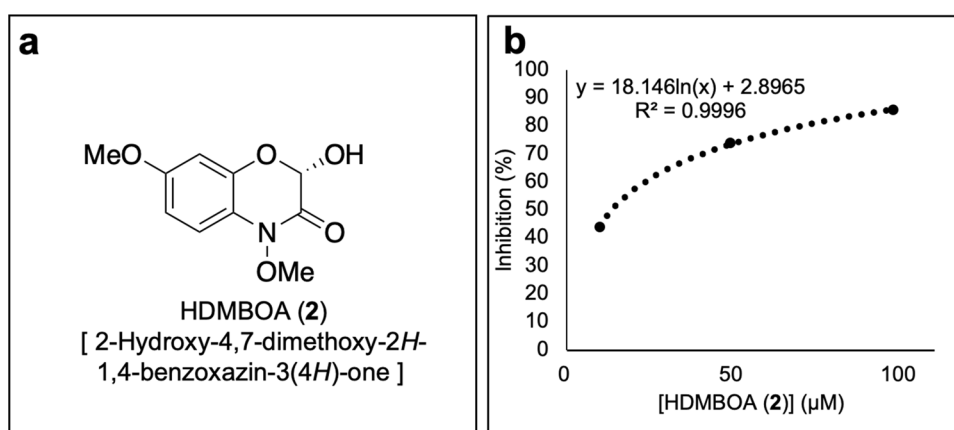 a
MeO
O
OH
N
O
OMe
HDMBOA (2)
[ 2-Hydroxy-4,7-dimethoxy-2H-
1,4-benzoxazin-3(4H)-one ]
b
y = 18.146ln(x) + 2.8965
R² = 0.9996
Inhibition (%)
100
90
80
70
60
50
40
30
20
10
0
0 50 100
[HDMBOA (2)] (μM)